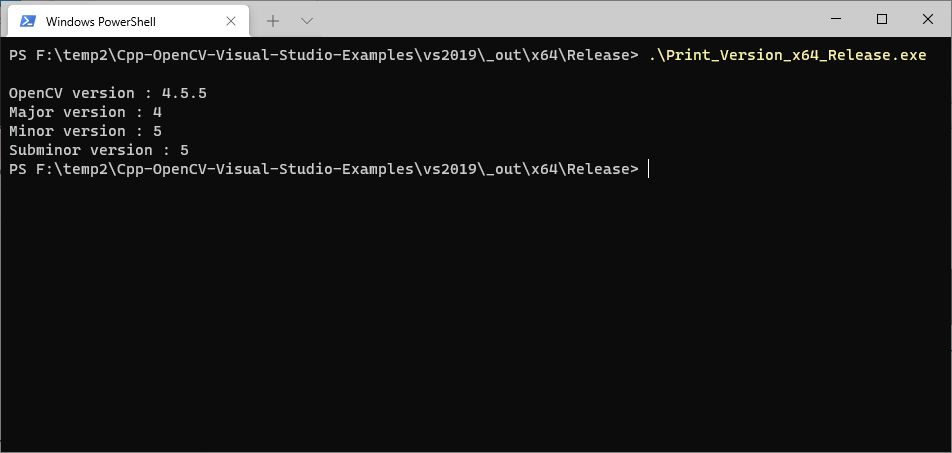 Windows PowerShell
PS F:\temp2\Cpp-OpenCV-Visual-Studio-Examples\vs2019\_out\x64\Release> .\Print_Version_x64_Release.exe
OpenCV version : 4.5.5
Major version : 4
Minor version : 5
Subminor version : 5
PS F:\temp2\Cpp-OpenCV-Visual-Studio-Examples\vs2019\_out\x64\Release>